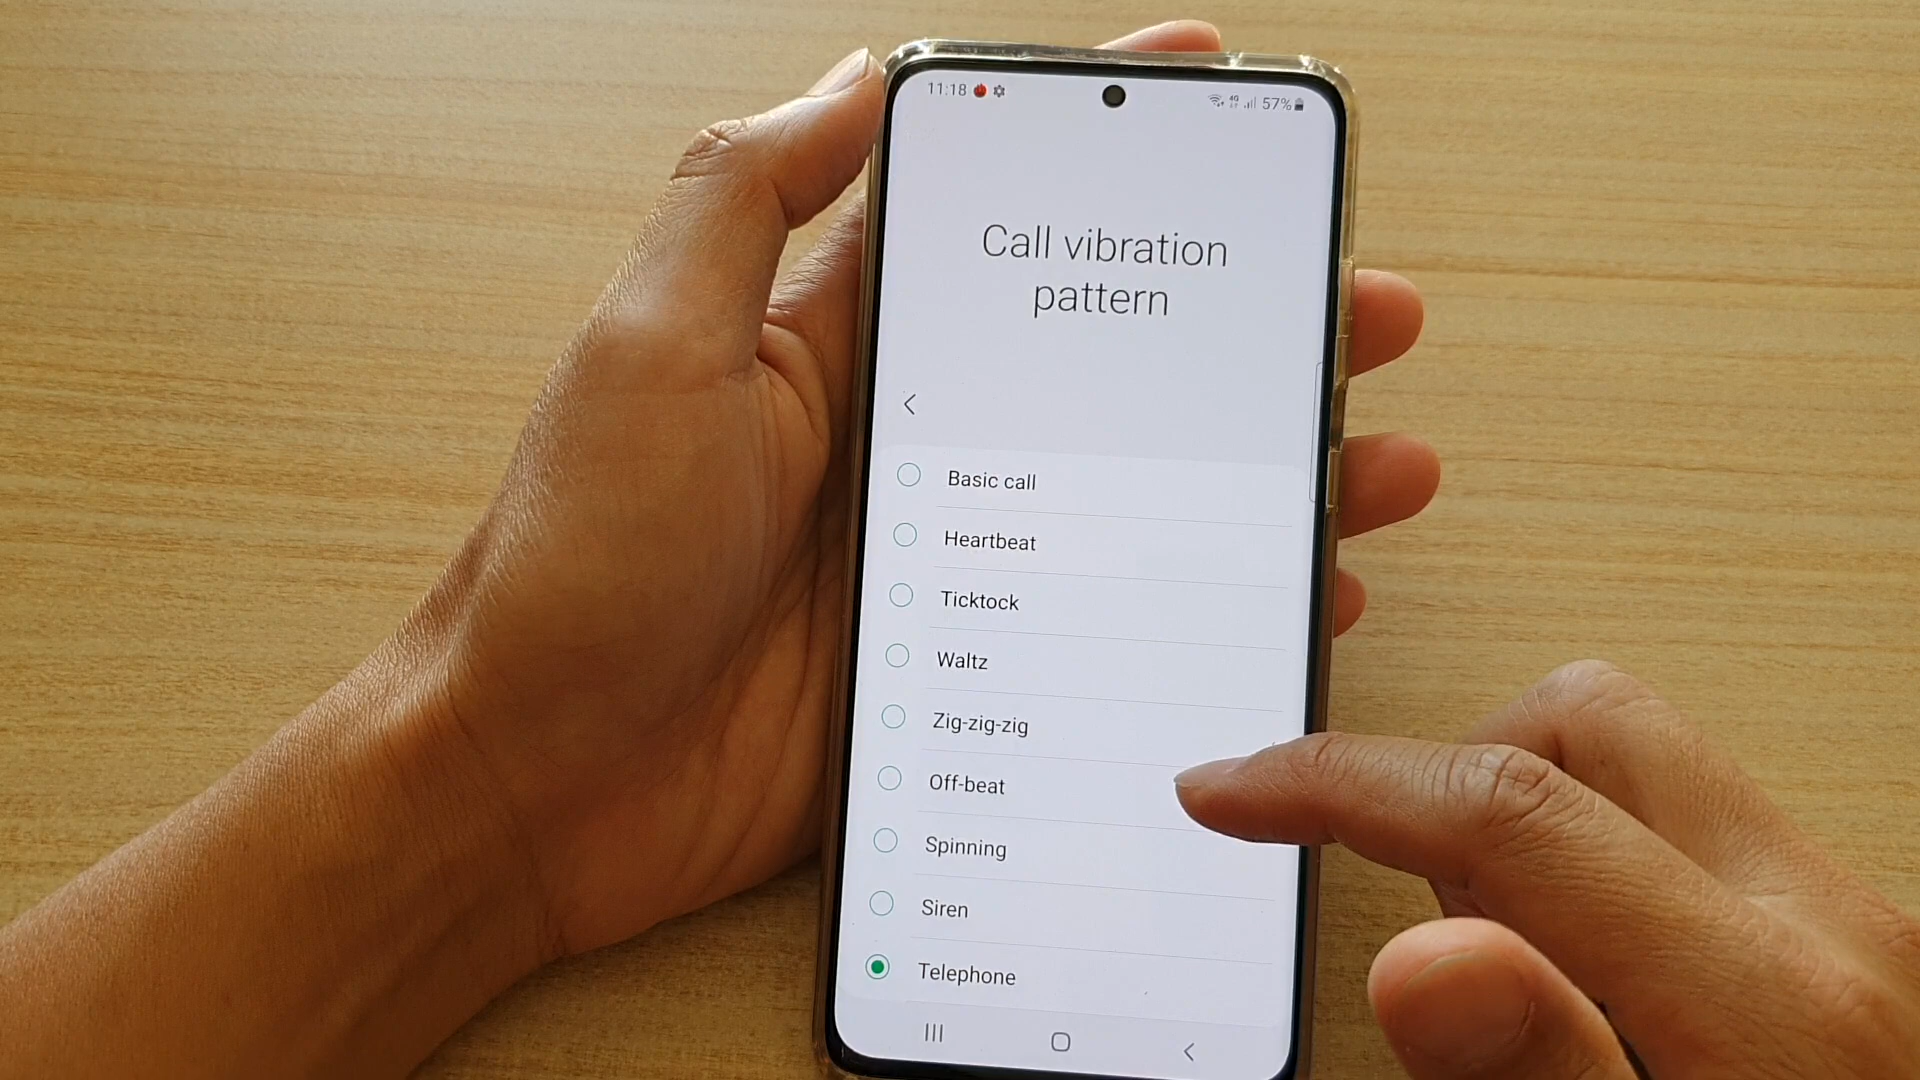 11:18 4G 57%
Call vibration
pattern
Basic call
Heartbeat
Ticktock
Waltz
Zig-zig-zig
Off-beat
Spinning
Siren
Telephone